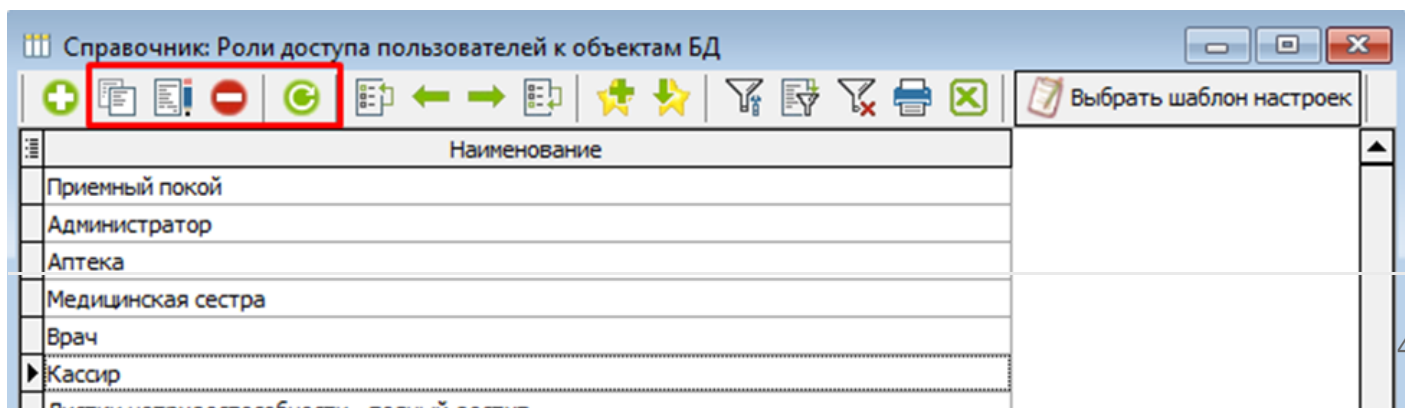 Справочник: Роли доступа пользователей к объектам БД
Выбрать шаблон настроек
Наименование
Приемный покой
Администратор
Аптека
Медицинская сестра
Врач
Кассир